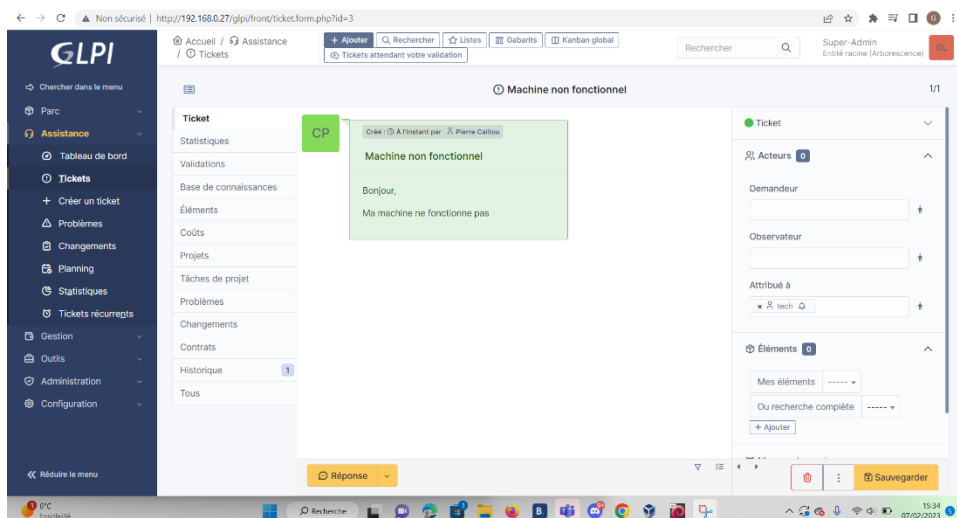 Non sécurisé | http://192.168.0.27/glpi/front/ticket.form.php?id=3
G
GLPI
Accueil / Assistance
/ Tickets
+ Ajouter Rechercher Listes Gabarits Kanban global
Tickets attendant votre validation
Rechercher
Super-Admin
Entité racine (Arborescence)
GL
Chercher dans le menu
Parc
Assistance
Tableau de bord
Tickets
+ Créer un ticket
Problèmes
Changements
Planning
Statistiques
Tickets récurrents
Gestion
Outils
Administration
Configuration
Réduire le menu
Machine non fonctionnel
1/1
Ticket
Statistiques
Validations
Base de connaissances
Éléments
Coûts
Projets
Tâches de projet
Problèmes
Changements
Contrats
Historique 1
Tous
CP
Créé : À l'instant par Pierre Caillou
Machine non fonctionnel
Bonjour,
Ma machine ne fonctionne pas
Ticket
Acteurs 0
Demandeur
Observateur
Attribué à
× tech
Éléments 0
Mes éléments -----
Ou recherche complète -----
+ Ajouter
Réponse
Sauvegarder
6°C
Ensoleillé
Recherche
15:34
07/02/2023